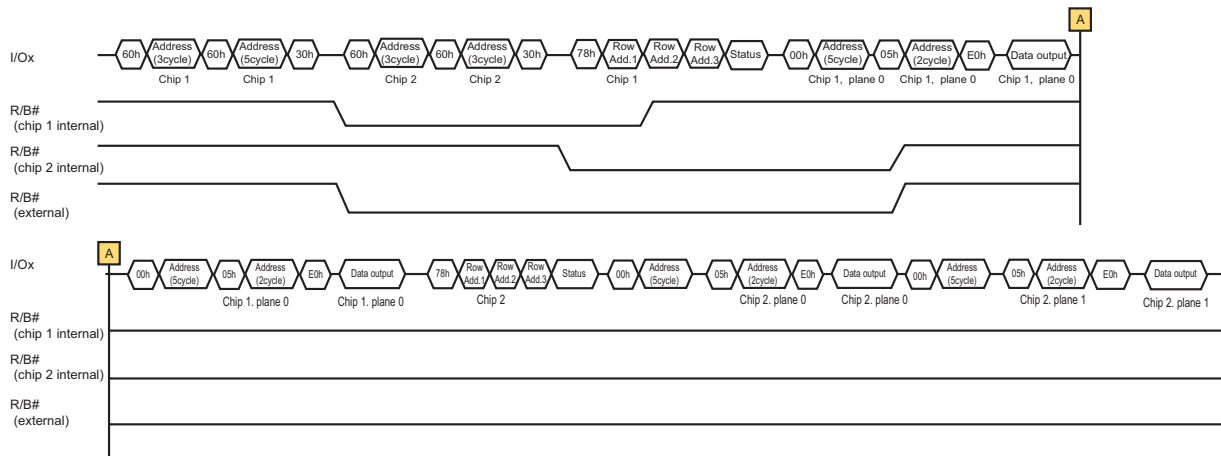 A
I/Ox
60h Address (3cycle) 60h Address (5cycle) 30h 60h Address (3cycle) 60h Address (3cycle) 30h 78h Row Add.1 Row Add.2 Row Add.3 Status 00h Address (5cycle) 05h Address (2cycle) E0h Data output
Chip 1 Chip 1 Chip 2 Chip 2 Chip 1 Chip 1, plane 0 Chip 1, plane 0 Chip 1, plane 0
R/B#
(chip 1 internal)
R/B#
(chip 2 internal)
R/B#
(external)
A
I/Ox
00h Address (5cycle) 05h Address (2cycle) E0h Data output 78h Row Add.1 Row Add.2 Row Add.3 Status 00h Address (5cycle) 05h Address (2cycle) E0h Data output 00h Address (5cycle) 05h Address (2cycle) E0h Data output
Chip 1. plane 0 Chip 1. plane 0 Chip 2 Chip 2. plane 0 Chip 2. plane 0 Chip 2. plane 1 Chip 2. plane 1
R/B#
(chip 1 internal)
R/B#
(chip 2 internal)
R/B#
(external)